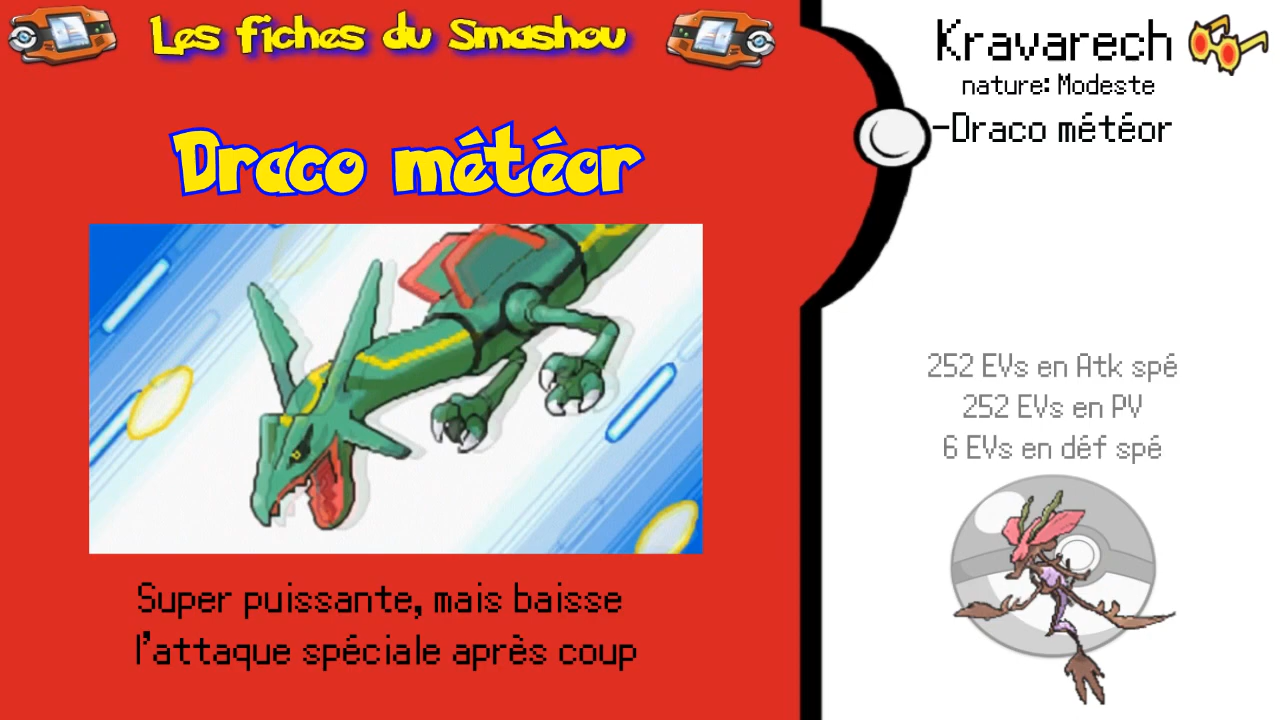 Les fiches du Smashou
Draco météor
Super puissante, mais baisse
l'attaque spéciale après coup
Kravarech
nature: Modeste
-Draco météor
252 EVs en Atk spé
252 EVs en PV
6 EVs en déf spé